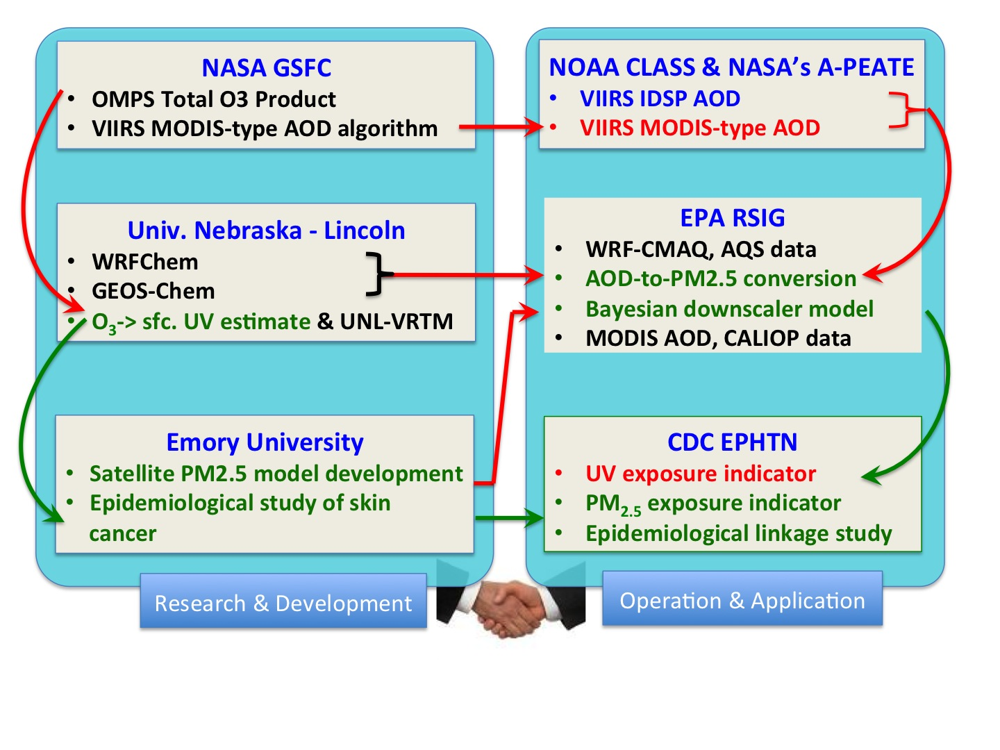 NASA GSFC
• OMPS Total O3 Product
• VIIRS MODIS-type AOD algorithm
Univ. Nebraska - Lincoln
• WRFChem
• GEOS-Chem
• O3-> sfc. UV estimate & UNL-VRTM
Emory University
• Satellite PM2.5 model development
• Epidemiological study of skin
cancer
Research & Development
NOAA CLASS & NASA’s A-PEATE
• VIIRS IDSP AOD
• VIIRS MODIS-type AOD
EPA RSIG
• WRF-CMAQ, AQS data
• AOD-to-PM2.5 conversion
• Bayesian downscaler model
• MODIS AOD, CALIOP data
CDC EPHTN
• UV exposure indicator
• PM2.5 exposure indicator
• Epidemiological linkage study
Operation & Application